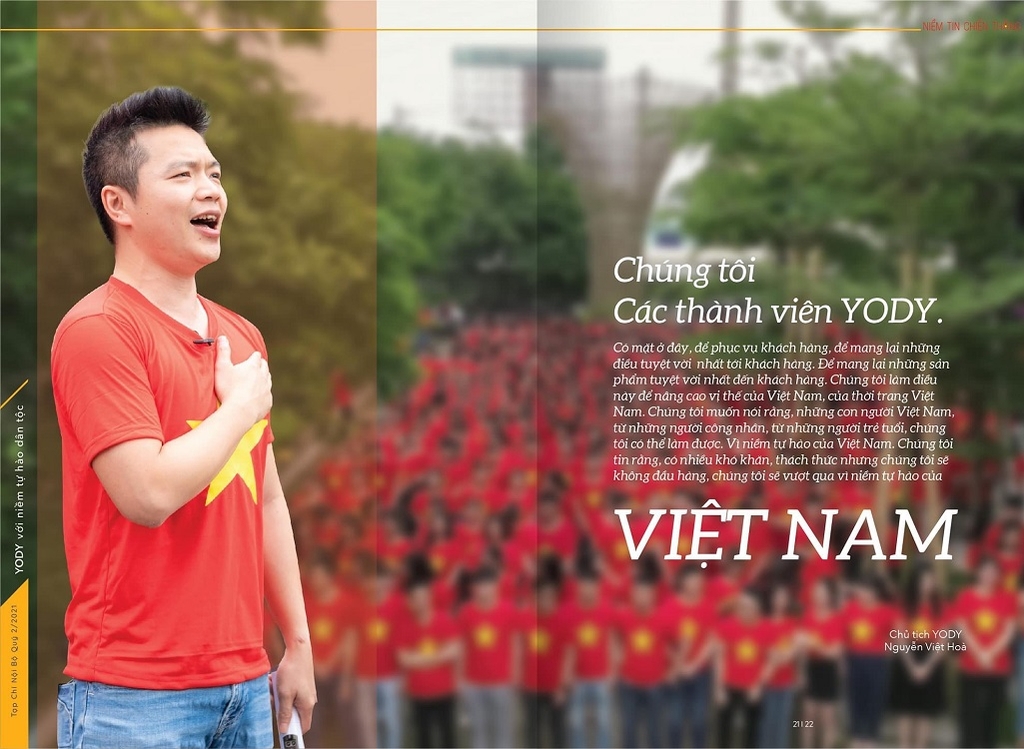 NIỀM TIN CHIẾN THẮNG
Chúng tôi
Các thành viên YODY.
Có mặt ở đây, để phục vụ khách hàng, để mang lại những
điều tuyệt vời nhất tới khách hàng. Để mang lại những sản
phẩm tuyệt vời nhất đến khách hàng. Chúng tôi làm điều
này để nâng cao vị thế của Việt Nam, của thời trang Việt
Nam. Chúng tôi muốn nói rằng, những con người Việt Nam,
từ những người công nhân, từ những người trẻ tuổi, chúng
tôi có thể làm được. Vì niềm tự hào của Việt Nam. Chúng tôi
tin rằng, có nhiều khó khăn, thách thức nhưng chúng tôi sẽ
không đầu hàng, chúng tôi sẽ vượt qua vì niềm tự hào của
VIỆT NAM
Chủ tịch YODY
Nguyễn Việt Hoà
21 I 22
YODY với niềm tự hào dân tộc
Tạp Chí Nội Bộ Quý 2/2021